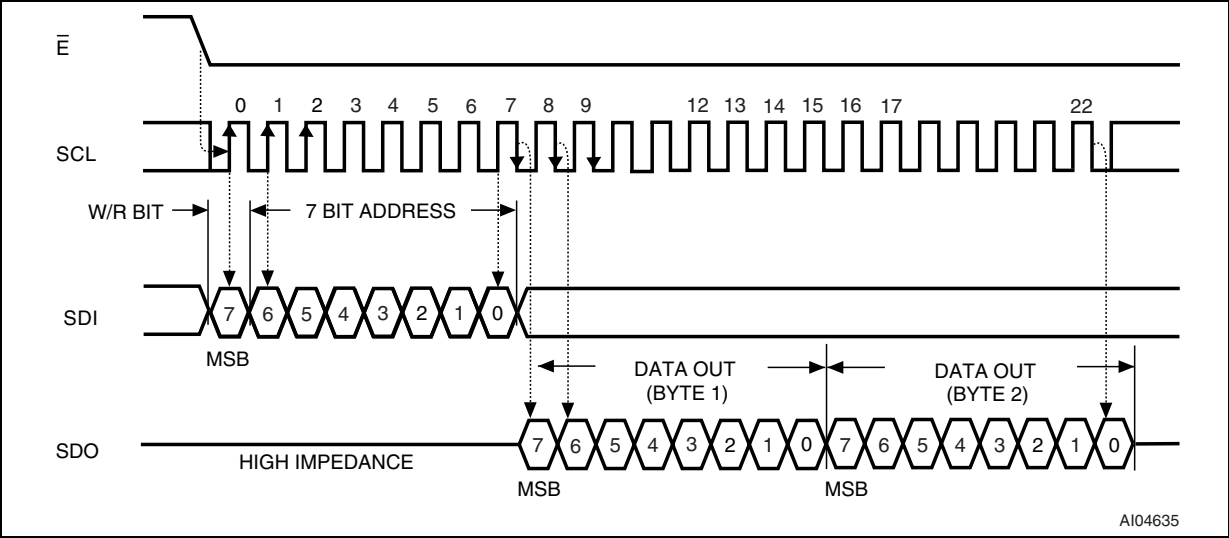 E̅
0 1 2 3 4 5 6 7 8 9 12 13 14 15 16 17 22
SCL
W/R BIT 7 BIT ADDRESS
SDI 7 6 5 4 3 2 1 0
MSB
DATA OUT DATA OUT
(BYTE 1) (BYTE 2)
SDO 7 6 5 4 3 2 1 0 7 6 5 4 3 2 1 0
HIGH IMPEDANCE
MSB MSB
AI04635